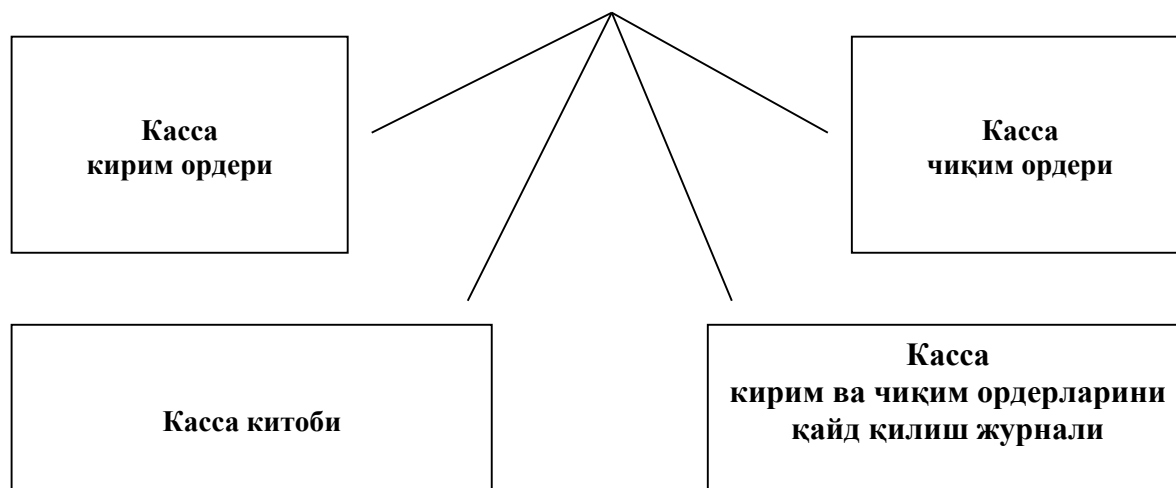 Касса
кирим ордери
Касса
чиқим ордери
Касса китоби
Касса
кирим ва чиқим ордерларини
қайд қилиш журнали